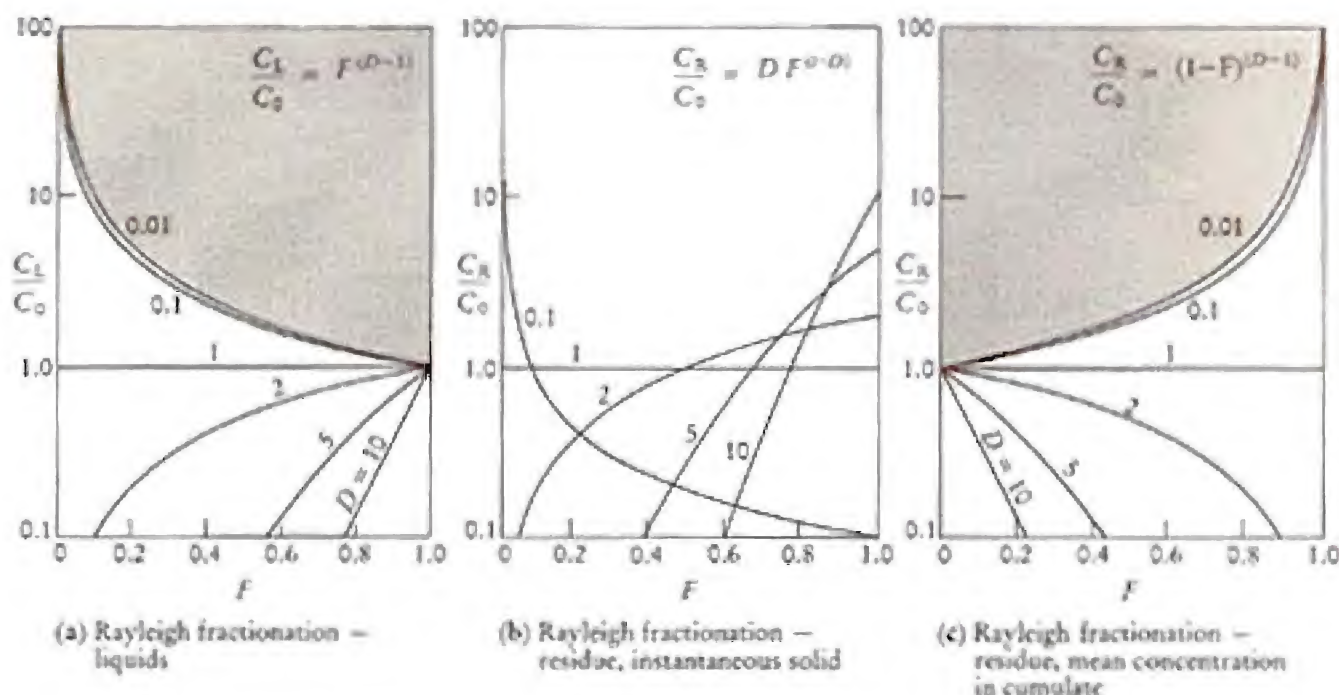 100
C_L/C_0 = F^(D−1)
10
C_L/C_0
0.01
0.1
1.0
1
2
5
D = 10
0.1
0 0.2 0.4 0.6 0.8 1.0
F
(a) Rayleigh fractionation –
liquids
100
C_R/C_0 = D F^(D−1)
10
C_R/C_0
0.1
1.0
1
2
5
10
0.1
0 0.2 0.4 0.6 0.8 1.0
F
(b) Rayleigh fractionation –
residue, instantaneous solid
100
C_R/C_0 = (1–F)^(D−1)
10
C_R/C_0
0.01
0.1
1.0
1
2
5
D = 10
0.1
0 0.2 0.4 0.6 0.8 1.0
F
(c) Rayleigh fractionation –
residue, mean concentration
in cumulate